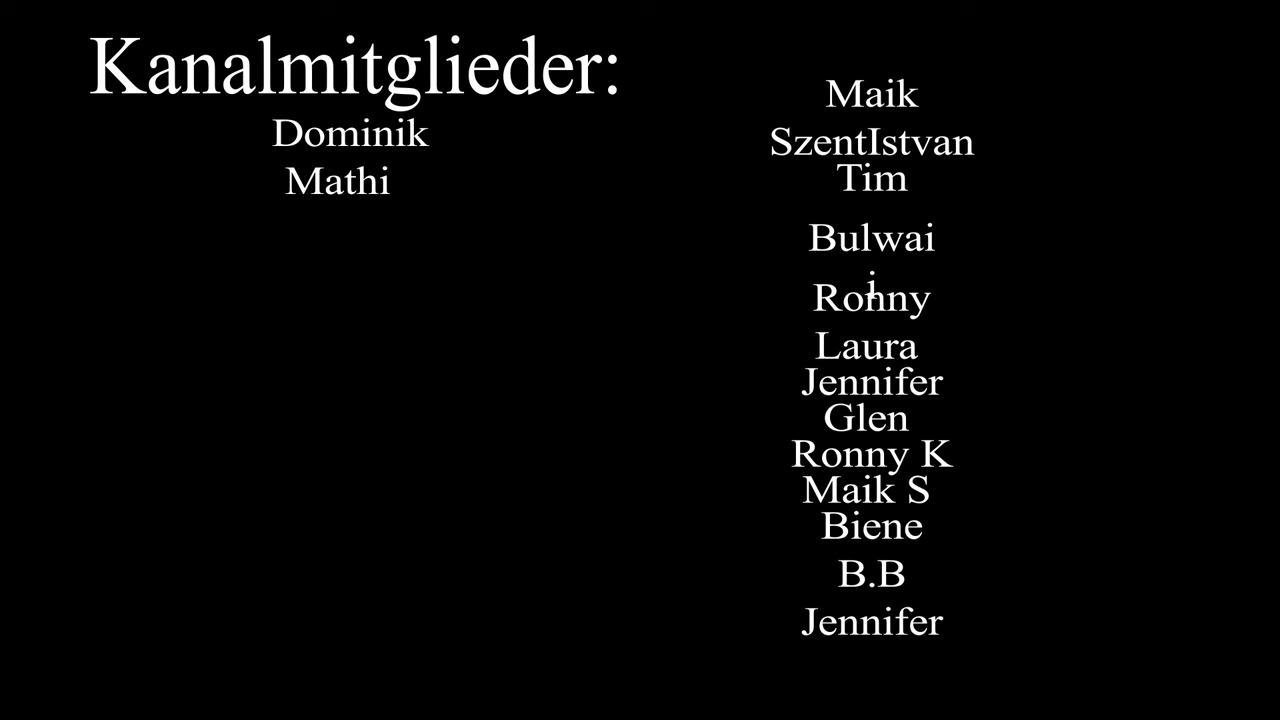 Kanalmitglieder:
Dominik
Mathi
Maik
SzentIstvan
Tim
Bulwai
i
Ronny
Laura
Jennifer
Glen
Ronny K
Maik S
Biene
B.B
Jennifer